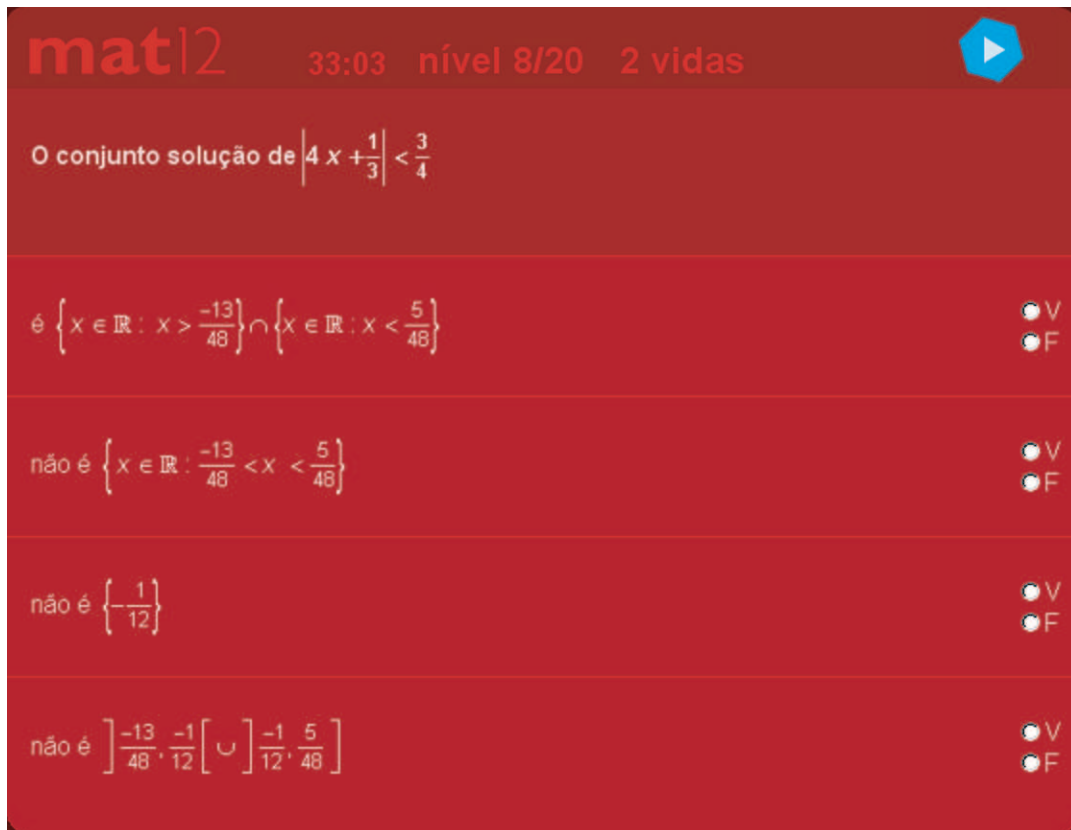 mat12 33:03 nível 8/20 2 vidas
O conjunto solução de |4 x + 1/3| < 3/4
é {x ∈ ℝ : x > -13/48} ∩ {x ∈ ℝ : x < 5/48}
V
F
não é {x ∈ ℝ : -13/48 < x < 5/48}
V
F
não é {-1/12}
V
F
não é ]-13/48, -1/12[ ∪ ]-1/12, 5/48]
V
F